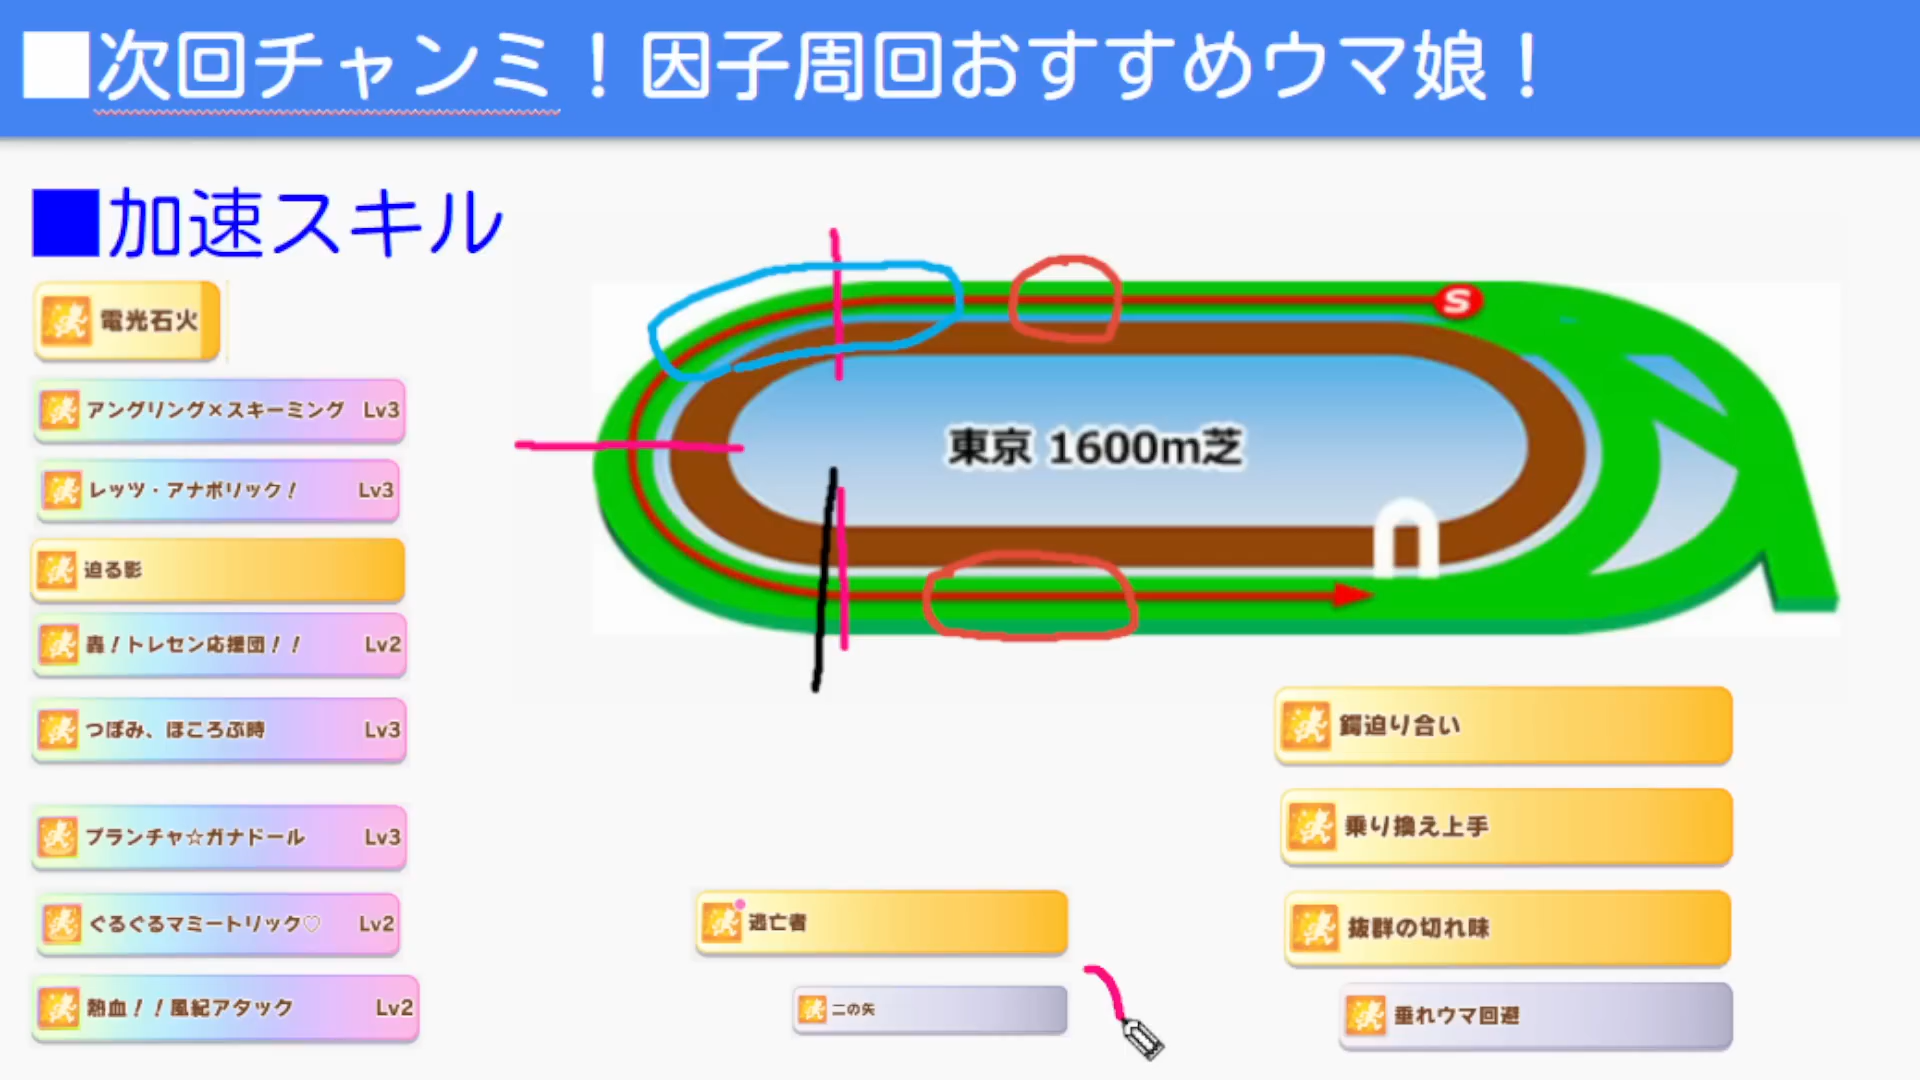 ■次回チャンミ！因子周回おすすめウマ娘！
■加速スキル
電光石火
アングリング×スキーミング Lv3
レッツ・アナボリック！ Lv3
迫る影
轟！トレセン応援団！！ Lv2
つぼみ、ほころぶ時 Lv3
プランチャ☆ガナドール Lv3
ぐるぐるマミートリック♡ Lv2
熱血！！風紀アタック Lv2
S
東京 1600m芝
逃亡者
二の矢
鍔迫り合い
乗り換え上手
抜群の切れ味
垂れウマ回避